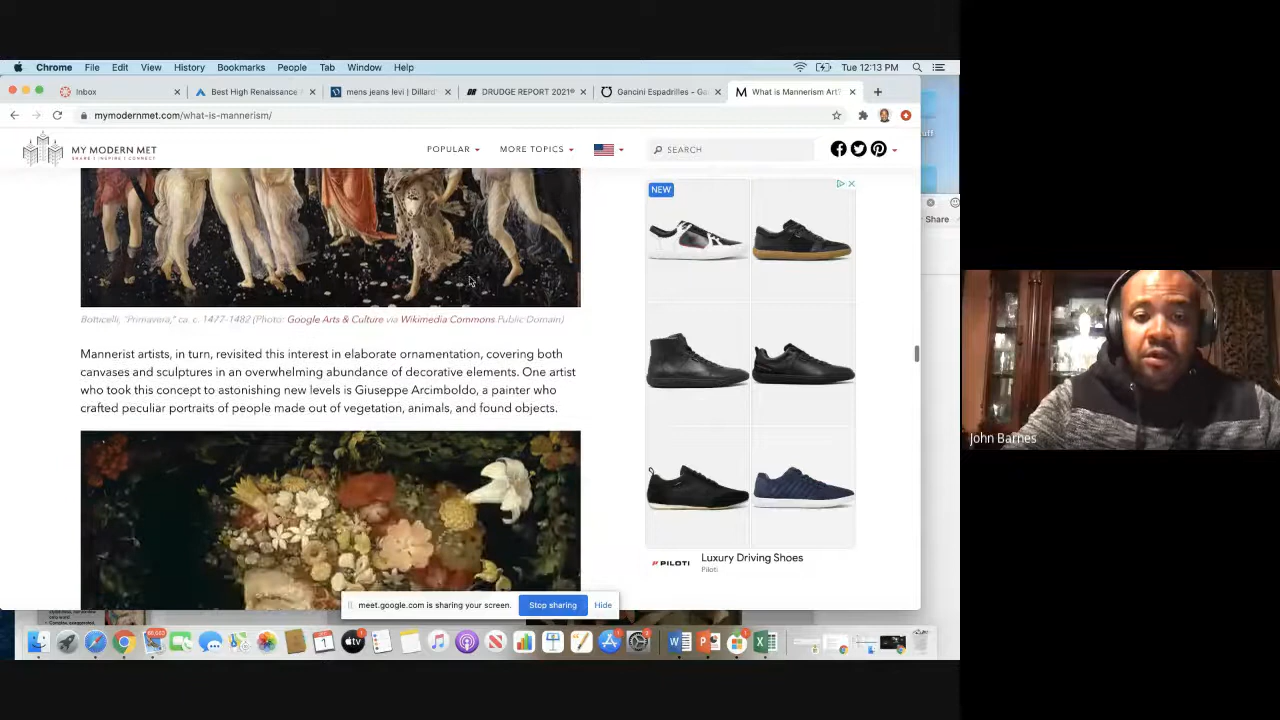 Chrome File Edit View History Bookmarks People Tab Window Help Tue 12:13 PM
Inbox Best High Renaissance mens jeans levi | Dillard' DRUDGE REPORT 2021® Gancini Espadrilles – Ga What is Mannerism Art?
mymodernmet.com/what-is-mannerism/
MY MODERN MET POPULAR MORE TOPICS SEARCH
SHARE | INSPIRE | CONNECT
NEW
Share
Botticelli, "Primavera," ca. c. 1477-1482 (Photo: Google Arts & Culture via Wikimedia Commons Public Domain)
Mannerist artists, in turn, revisited this interest in elaborate ornamentation, covering both
canvases and sculptures in an overwhelming abundance of decorative elements. One artist
who took this concept to astonishing new levels is Giuseppe Arcimboldo, a painter who
crafted peculiar portraits of people made out of vegetation, animals, and found objects.
PILOTI Luxury Driving Shoes
Piloti
meet.google.com is sharing your screen. Stop sharing Hide
John Barnes